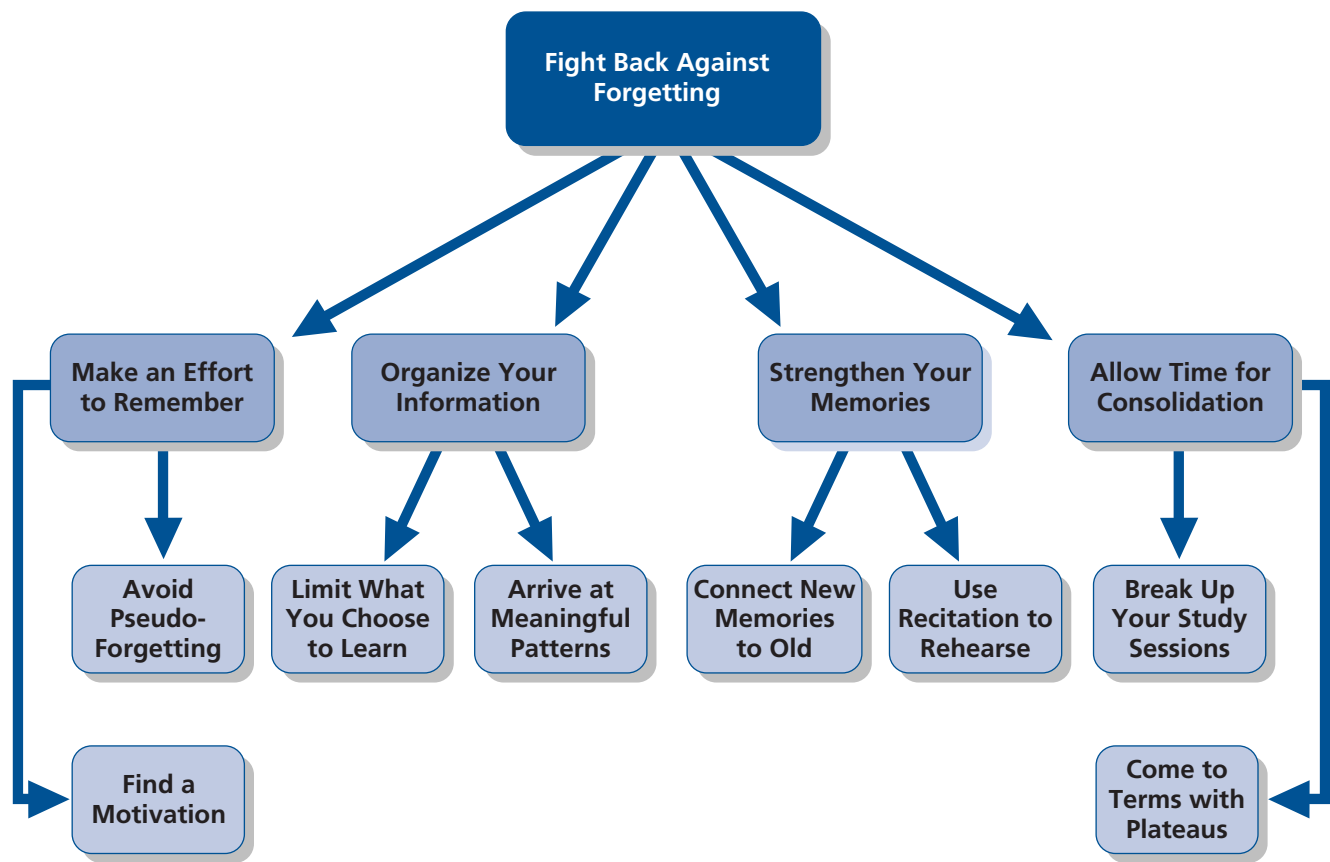 Fight Back Against
Forgetting
Make an Effort
to Remember
Organize Your
Information
Strengthen Your
Memories
Allow Time for
Consolidation
Avoid
Pseudo-
Forgetting
Limit What
You Choose
to Learn
Arrive at
Meaningful
Patterns
Connect New
Memories
to Old
Use
Recitation to
Rehearse
Break Up
Your Study
Sessions
Find a
Motivation
Come to
Terms with
Plateaus